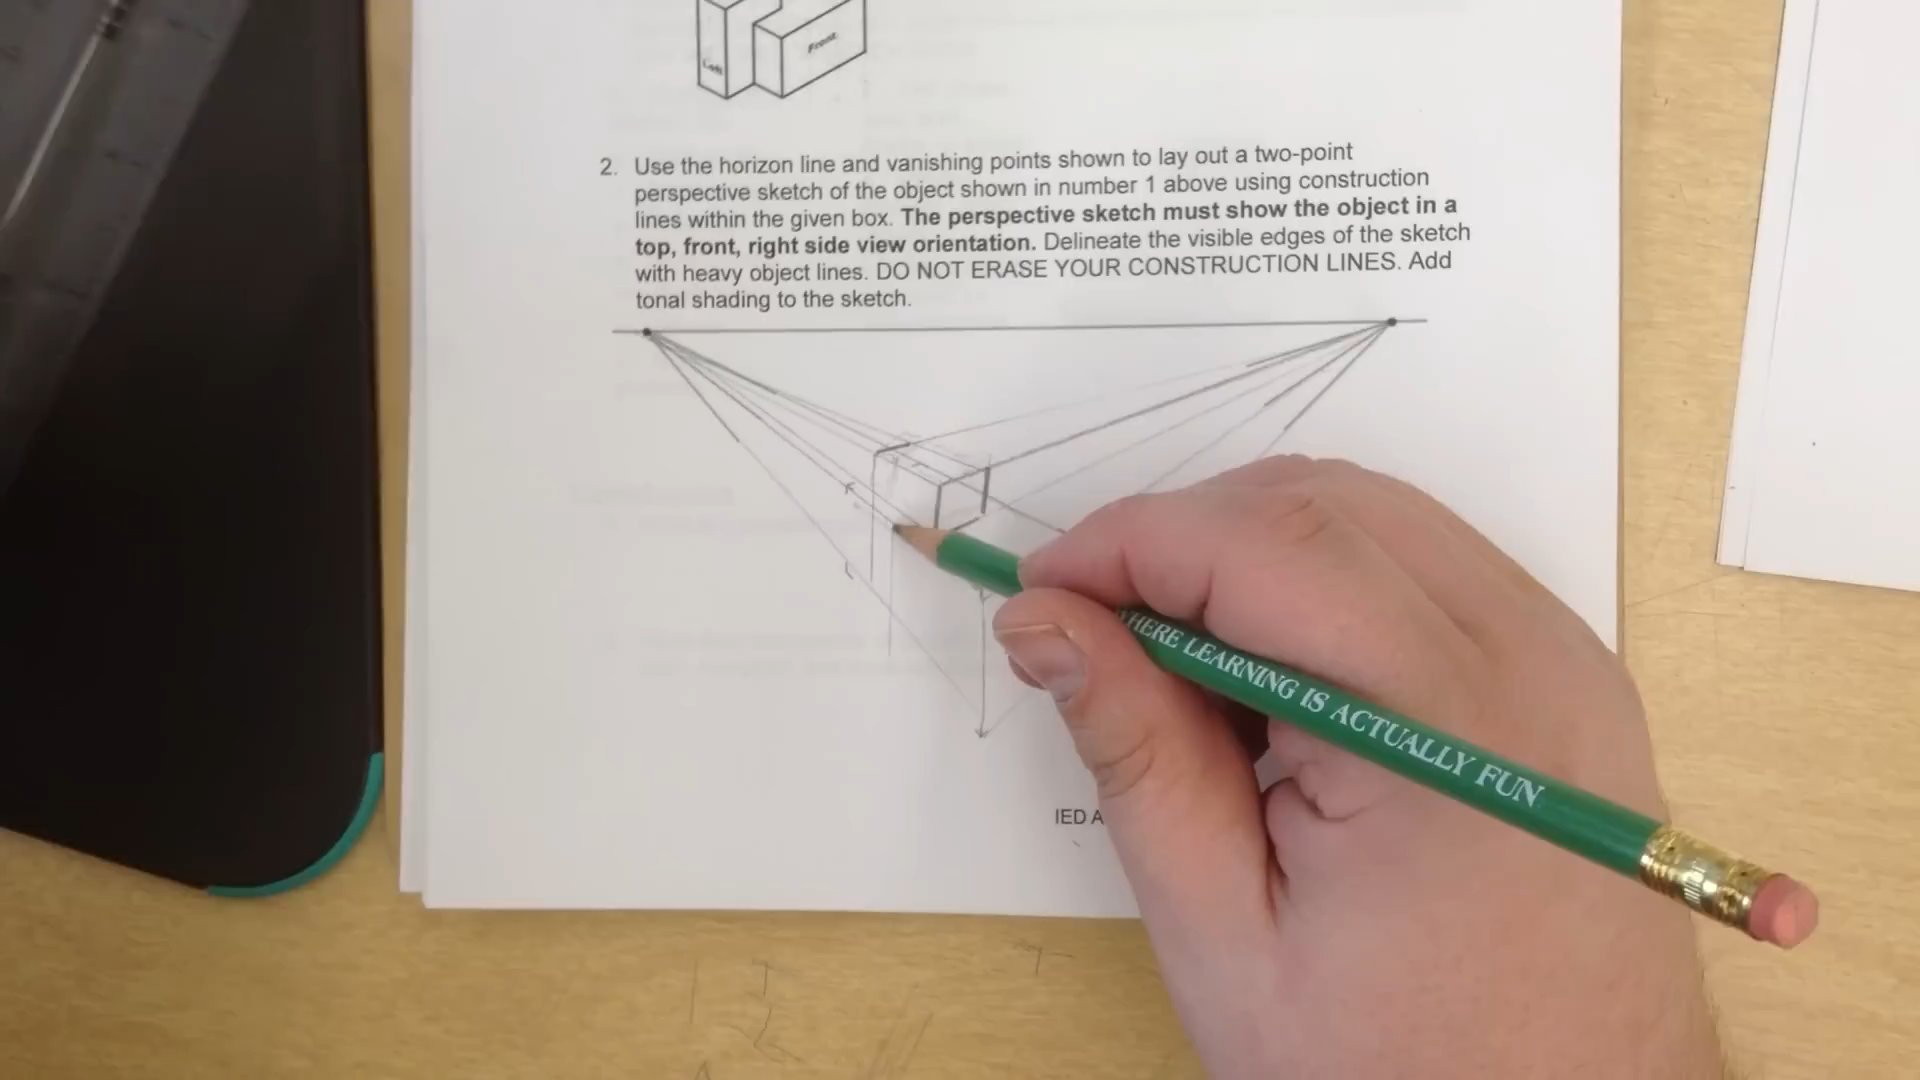 Left
Front
2. Use the horizon line and vanishing points shown to lay out a two-point
perspective sketch of the object shown in number 1 above using construction
lines within the given box. The perspective sketch must show the object in a
top, front, right side view orientation. Delineate the visible edges of the sketch
with heavy object lines. DO NOT ERASE YOUR CONSTRUCTION LINES. Add
tonal shading to the sketch.
WHERE LEARNING IS ACTUALLY FUN
IED A